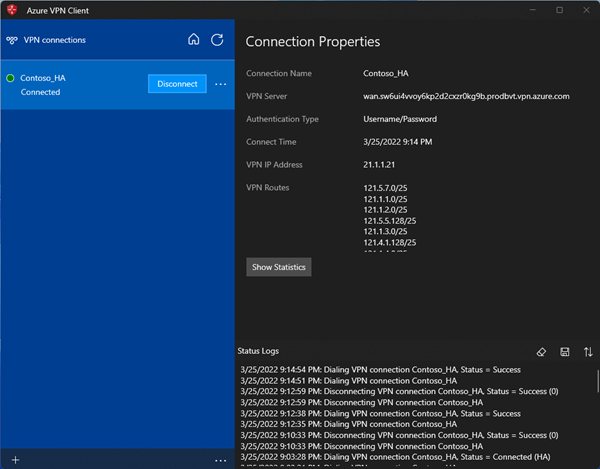 Azure VPN Client
VPN connections
Contoso_HA
Connected
Disconnect
Connection Properties
Connection Name Contoso_HA
VPN Server wan.sw6ui4vvoy6kp2d2cxzr0kg9b.prodbvt.vpn.azure.com
Authentication Type Username/Password
Connect Time 3/25/2022 9:14 PM
VPN IP Address 21.1.1.21
VPN Routes 121.5.7.0/25
121.1.1.0/25
121.1.2.0/25
121.5.5.128/25
121.1.3.0/25
121.4.1.128/25
Show Statistics
Status Logs
3/25/2022 9:14:54 PM: Dialing VPN connection Contoso_HA, Status = Success
3/25/2022 9:14:51 PM: Dialing VPN connection Contoso_HA
3/25/2022 9:12:59 PM: Disconnecting VPN connection Contoso_HA, Status = Success (0)
3/25/2022 9:12:59 PM: Disconnecting VPN connection Contoso_HA
3/25/2022 9:12:38 PM: Dialing VPN connection Contoso_HA, Status = Success
3/25/2022 9:12:35 PM: Dialing VPN connection Contoso_HA
3/25/2022 9:10:33 PM: Disconnecting VPN connection Contoso_HA, Status = Success (0)
3/25/2022 9:10:33 PM: Disconnecting VPN connection Contoso_HA
3/25/2022 9:03:28 PM: Dialing VPN connection Contoso_HA, Status = Connected (HA)